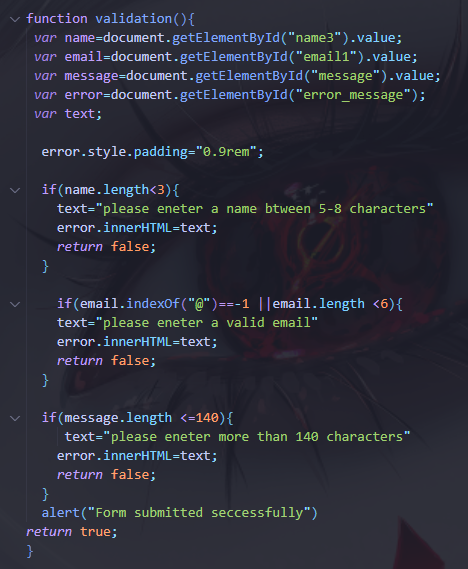 function validation(){
var name=document.getElementById("name3").value;
var email=document.getElementById("email1").value;
var message=document.getElementById("message").value;
var error=document.getElementById("error_message");
var text;
error.style.padding="0.9rem";
if(name.length<3){
text="please eneter a name btween 5-8 characters"
error.innerHTML=text;
return false;
}
if(email.indexOf("@")==-1 ||email.length <6){
text="please eneter a valid email"
error.innerHTML=text;
return false;
}
if(message.length <=140){
text="please eneter more than 140 characters"
error.innerHTML=text;
return false;
}
alert("Form submitted seccessfully")
return true;
}